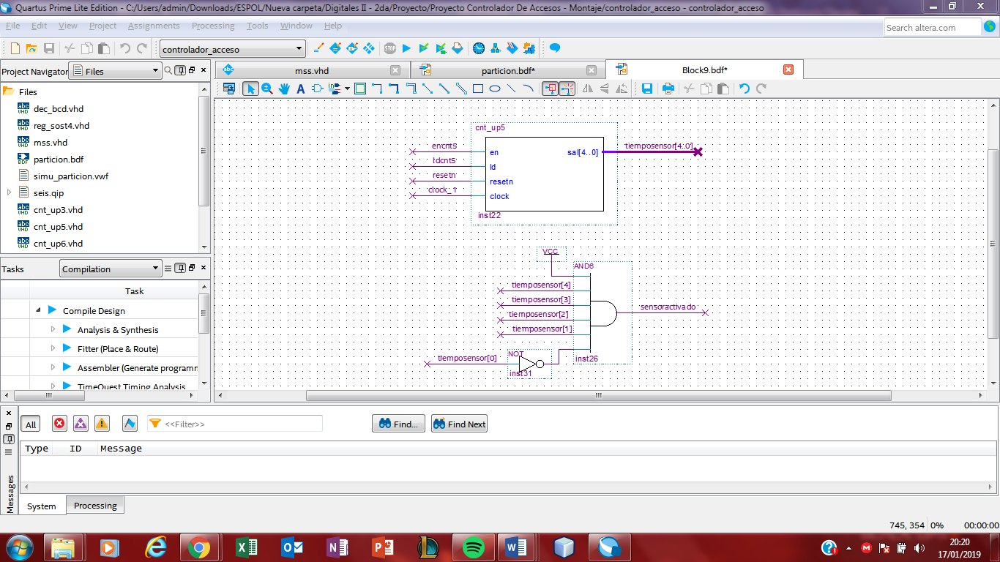 Quartus Prime Lite Edition - C:/Users/admin/Downloads/ESPOL/Nueva carpeta/Digitales II - 2da/Proyecto/Proyecto Controlador De Accesos - Montaje/controlador_acceso - controlador_acceso
File Edit View Project Assignments Processing Tools Window Help
Search altera.com
controlador_acceso
Project Navigator Files
mss.vhd
particion.bdf*
Block9.bdf*
Files
dec_bcd.vhd
reg_sost4.vhd
mss.vhd
particion.bdf
simu_particion.vwf
seis.qip
cnt_up3.vhd
cnt_up5.vhd
cnt_up6.vhd
Tasks Compilation
Task
Compile Design
Analysis & Synthesis
Fitter (Place & Route)
Assembler (Generate programm
TimeQuest Timing Analysis
cnt_up5
encnt5
en
sal[4..0]
tiemposensor[4..0]
ldcnt5
ld
resetn
resetn
clock_1
clock
inst22
VCC
AND6
tiemposensor[4]
tiemposensor[3]
tiemposensor[2]
tiemposensor[1]
sensoractivado
tiemposensor[0]
NOT
inst31
inst26
All
<<Filter>>
Find...
Find Next
Type ID Message
Messages
System Processing
745, 354 0% 00:00:00
20:20
17/01/2019